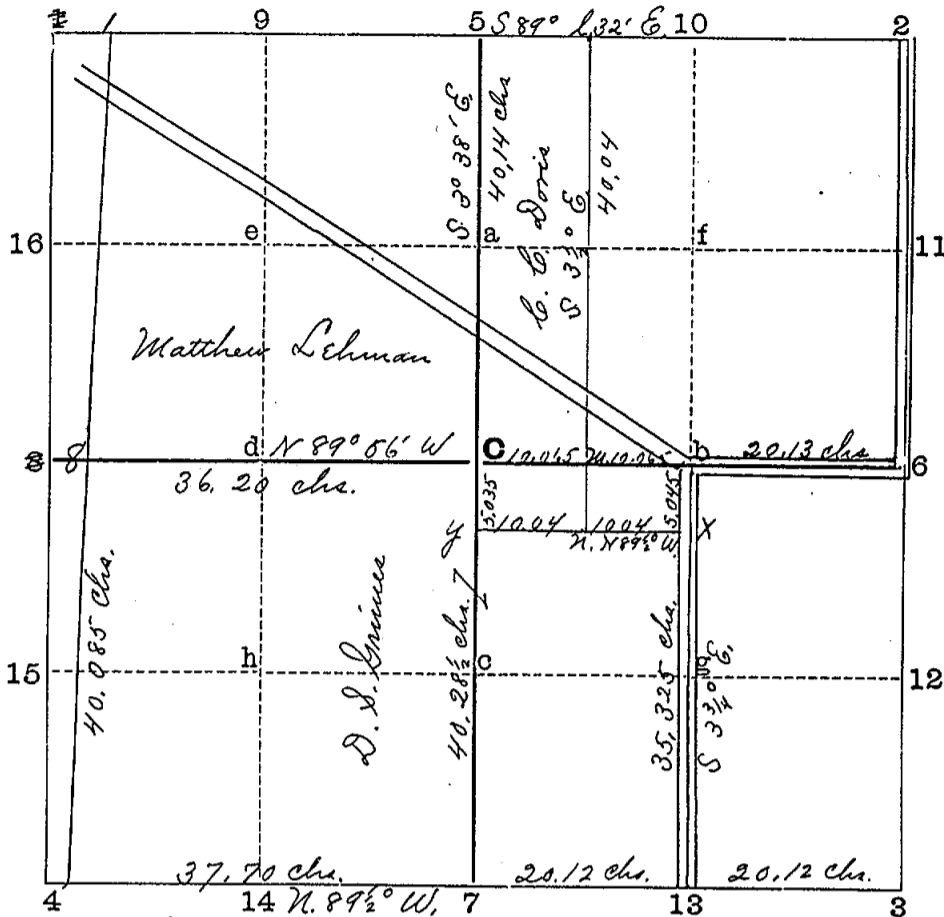 1 9 5 S 89° 32' E 10 2
S 3° 38' E
40,14 chs
C. C. Doris
S 3½° E
40,04
16 e a f 11
Matthew Lehman
8 d N 89° 56' W C 10.065 M 10.065 b 20.13 chs 6
36.20 chs.
5.035
5.045
y 10.04 10.04 X
N. N 89½° W.
40.085 chs.
D. S. Grimes
40.28½ chs.
35,325 chs.
S 3¾° E,
15 h c g 12
37,70 chs. 20.12 chs. 20.12 chs.
4 14 N. 89½° W. 7 13 3